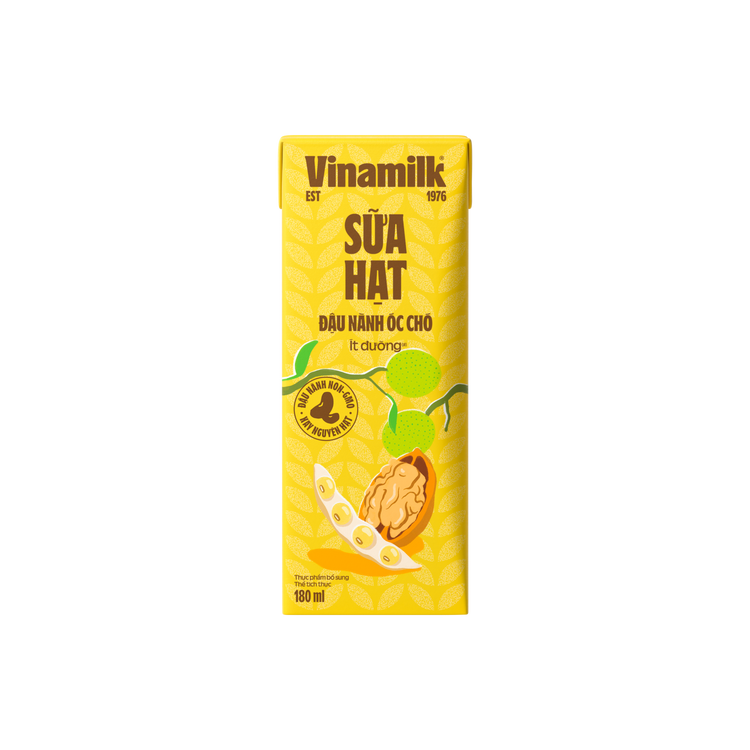 Vinamilk®
EST 1976
SỮA
HẠT
ĐẬU NÀNH ÓC CHÓ
Ít đường
ĐẬU NÀNH NON-GMO
XAY NGUYÊN HẠT
Thực phẩm bổ sung
Thể tích thực
180 ml